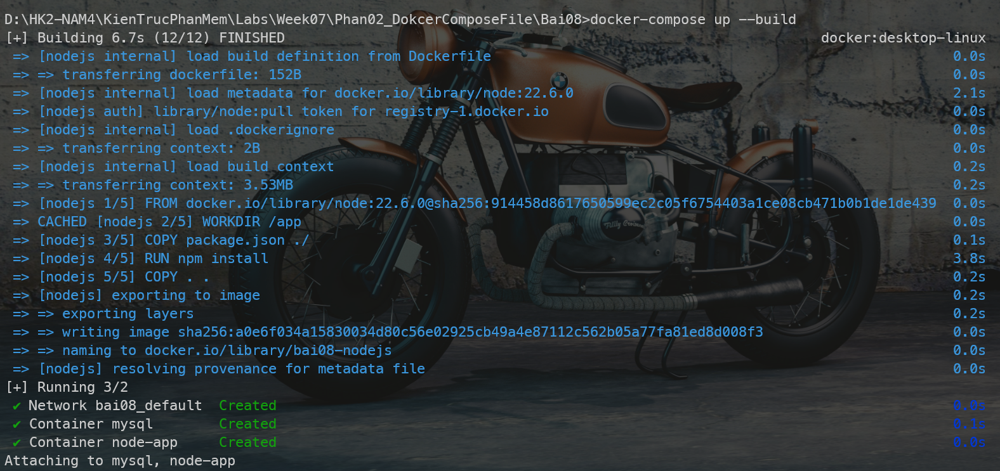 D:\HK2-NAM4\KienTrucPhanMem\Labs\Week07\Phan02_DokcerComposeFile\Bai08>docker-compose up --build
[+] Building 6.7s (12/12) FINISHED docker:desktop-linux
=> [nodejs internal] load build definition from Dockerfile 0.0s
=> => transferring dockerfile: 152B 0.0s
=> [nodejs internal] load metadata for docker.io/library/node:22.6.0 2.1s
=> [nodejs auth] library/node:pull token for registry-1.docker.io 0.0s
=> [nodejs internal] load .dockerignore 0.0s
=> => transferring context: 2B 0.0s
=> [nodejs internal] load build context 0.2s
=> => transferring context: 3.53MB 0.2s
=> [nodejs 1/5] FROM docker.io/library/node:22.6.0@sha256:914458d8617650599ec2c05f6754403a1ce08cb471b0b1de1de439 0.0s
=> CACHED [nodejs 2/5] WORKDIR /app 0.0s
=> [nodejs 3/5] COPY package.json ./ 0.1s
=> [nodejs 4/5] RUN npm install 3.8s
=> [nodejs 5/5] COPY . . 0.2s
=> [nodejs] exporting to image 0.2s
=> => exporting layers 0.2s
=> => writing image sha256:a0e6f034a15830034d80c56e02925cb49a4e87112c562b05a77fa81ed8d008f3 0.0s
=> => naming to docker.io/library/bai08-nodejs 0.0s
=> [nodejs] resolving provenance for metadata file 0.0s
[+] Running 3/2
✔ Network bai08_default Created 0.0s
✔ Container mysql Created 0.1s
✔ Container node-app Created 0.0s
Attaching to mysql, node-app